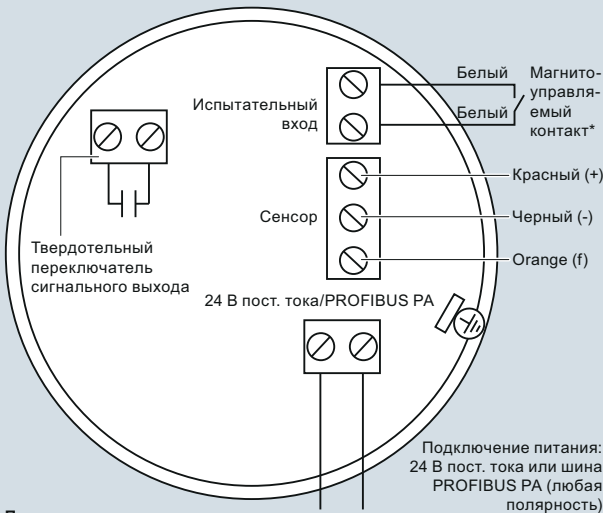 Белый
Магнито-
управля-
Белый
емый
контакт*
Испытательный
вход
Красный (+)
Сенсор
Черный (-)
Orange (f)
Твердотельный
переключатель
сигнального выхода
24 В пост. тока/PROFIBUS PA
Подключение питания:
24 В пост. тока или шина
PROFIBUS PA (любая
полярность)